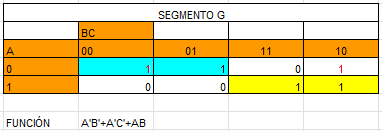 SEGMENTO G
BC
A 00 01 11 10
0 1 1 0 1
1 0 0 1 1
FUNCIÓN A'B'+A'C'+AB